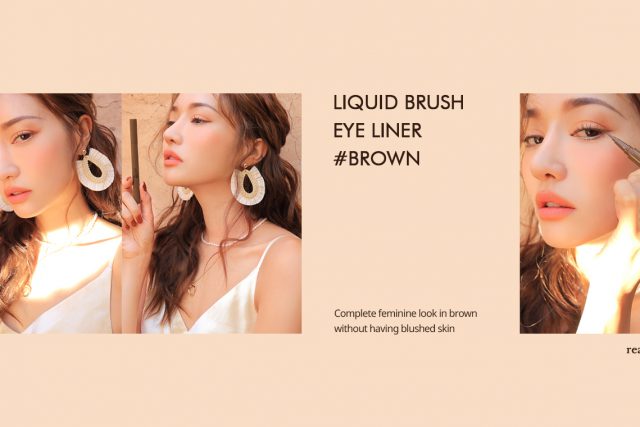 LIQUID BRUSH
EYE LINER
#BROWN
Complete feminine look in brown
without having blushed skin